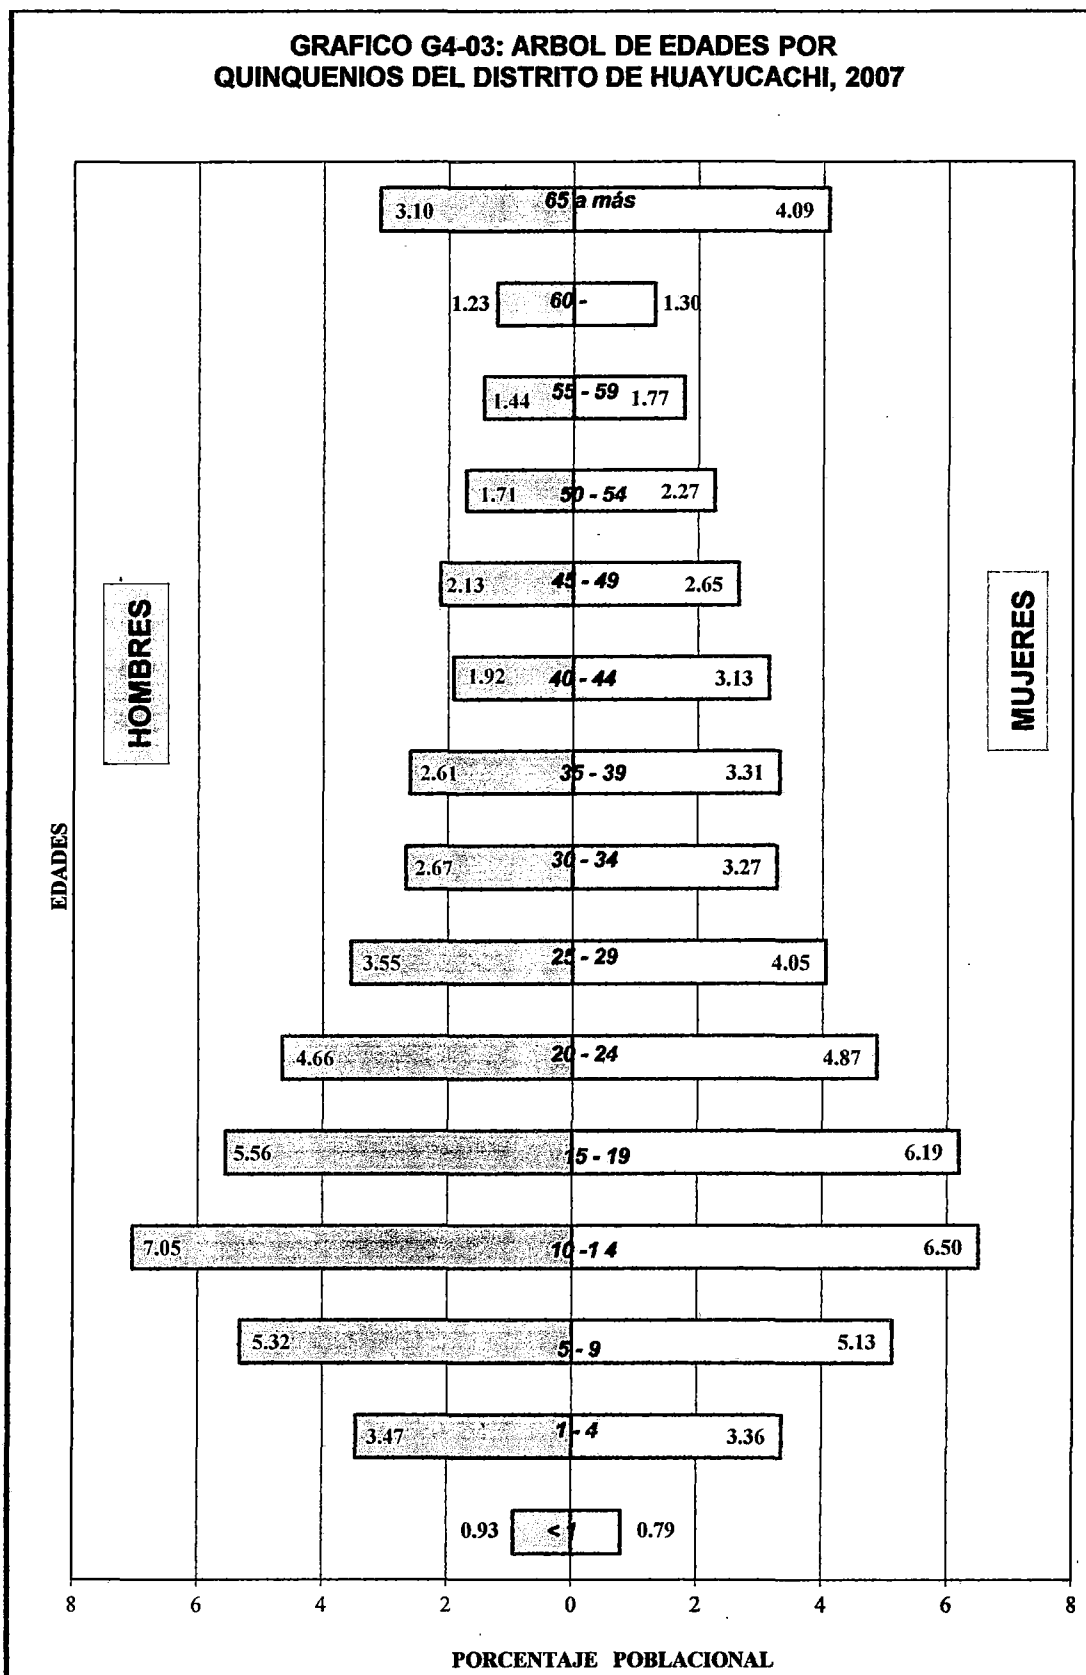 GRAFICO G4-03: ARBOL DE EDADES POR
QUINQUENIOS DEL DISTRITO DE HUAYUCACHI, 2007
3.10 65 a más 4.09
1.23 60 - 1.30
1.44 55 - 59 1.77
1.71 50 - 54 2.27
2.13 45 - 49 2.65
HOMBRES
MUJERES
1.92 40 - 44 3.13
2.61 35 - 39 3.31
EDADES
2.67 30 - 34 3.27
3.55 25 - 29 4.05
4.66 20 - 24 4.87
5.56 15 - 19 6.19
7.05 10 -1 4 6.50
5.32 5 - 9 5.13
3.47 1 - 4 3.36
0.93 < 1 0.79
8 6 4 2 0 2 4 6 8
PORCENTAJE POBLACIONAL